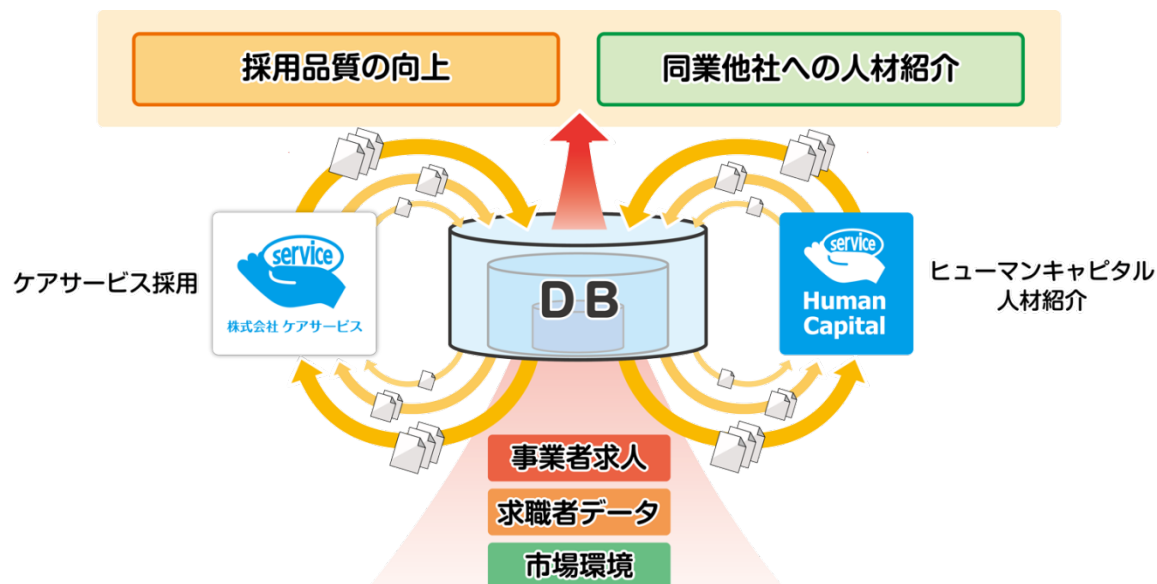 採用品質の向上
同業他社への人材紹介
ケアサービス採用
service
株式会社 ケアサービス
DB
service
Human
Capital
ヒューマンキャピタル
人材紹介
事業者求人
求職者データ
市場環境